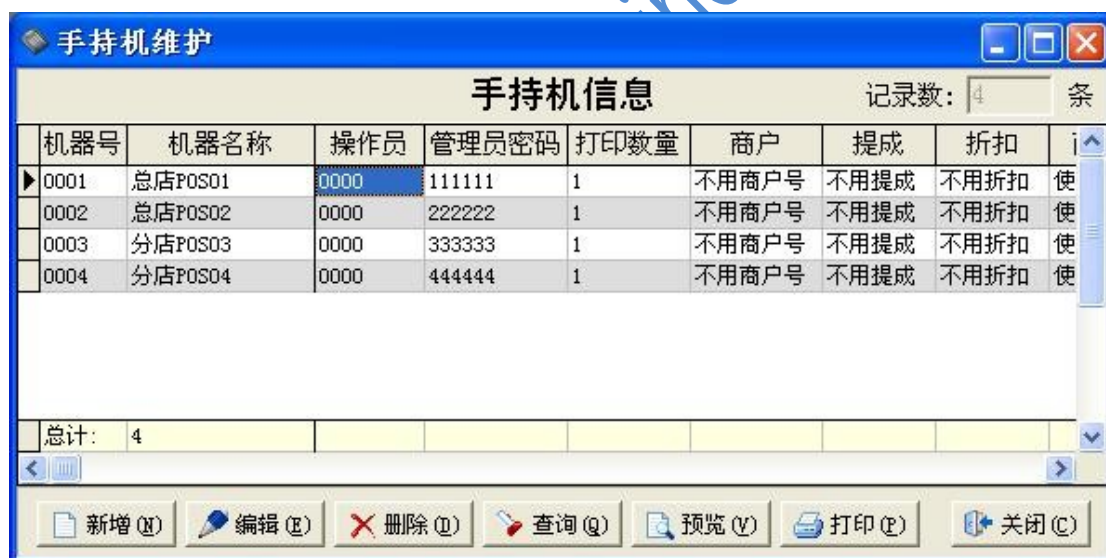 手持机维护
手持机信息 记录数: 4 条
机器号 机器名称 操作员 管理员密码 打印数量 商户 提成 折扣
0001 总店POS01 0000 111111 1 不用商户号 不用提成 不用折扣 使
0002 总店POS02 0000 222222 1 不用商户号 不用提成 不用折扣 使
0003 分店POS03 0000 333333 1 不用商户号 不用提成 不用折扣 使
0004 分店POS04 0000 444444 1 不用商户号 不用提成 不用折扣 使
总计: 4
新增(N) 编辑(E) 删除(D) 查询(Q) 预览(V) 打印(P) 关闭(C)